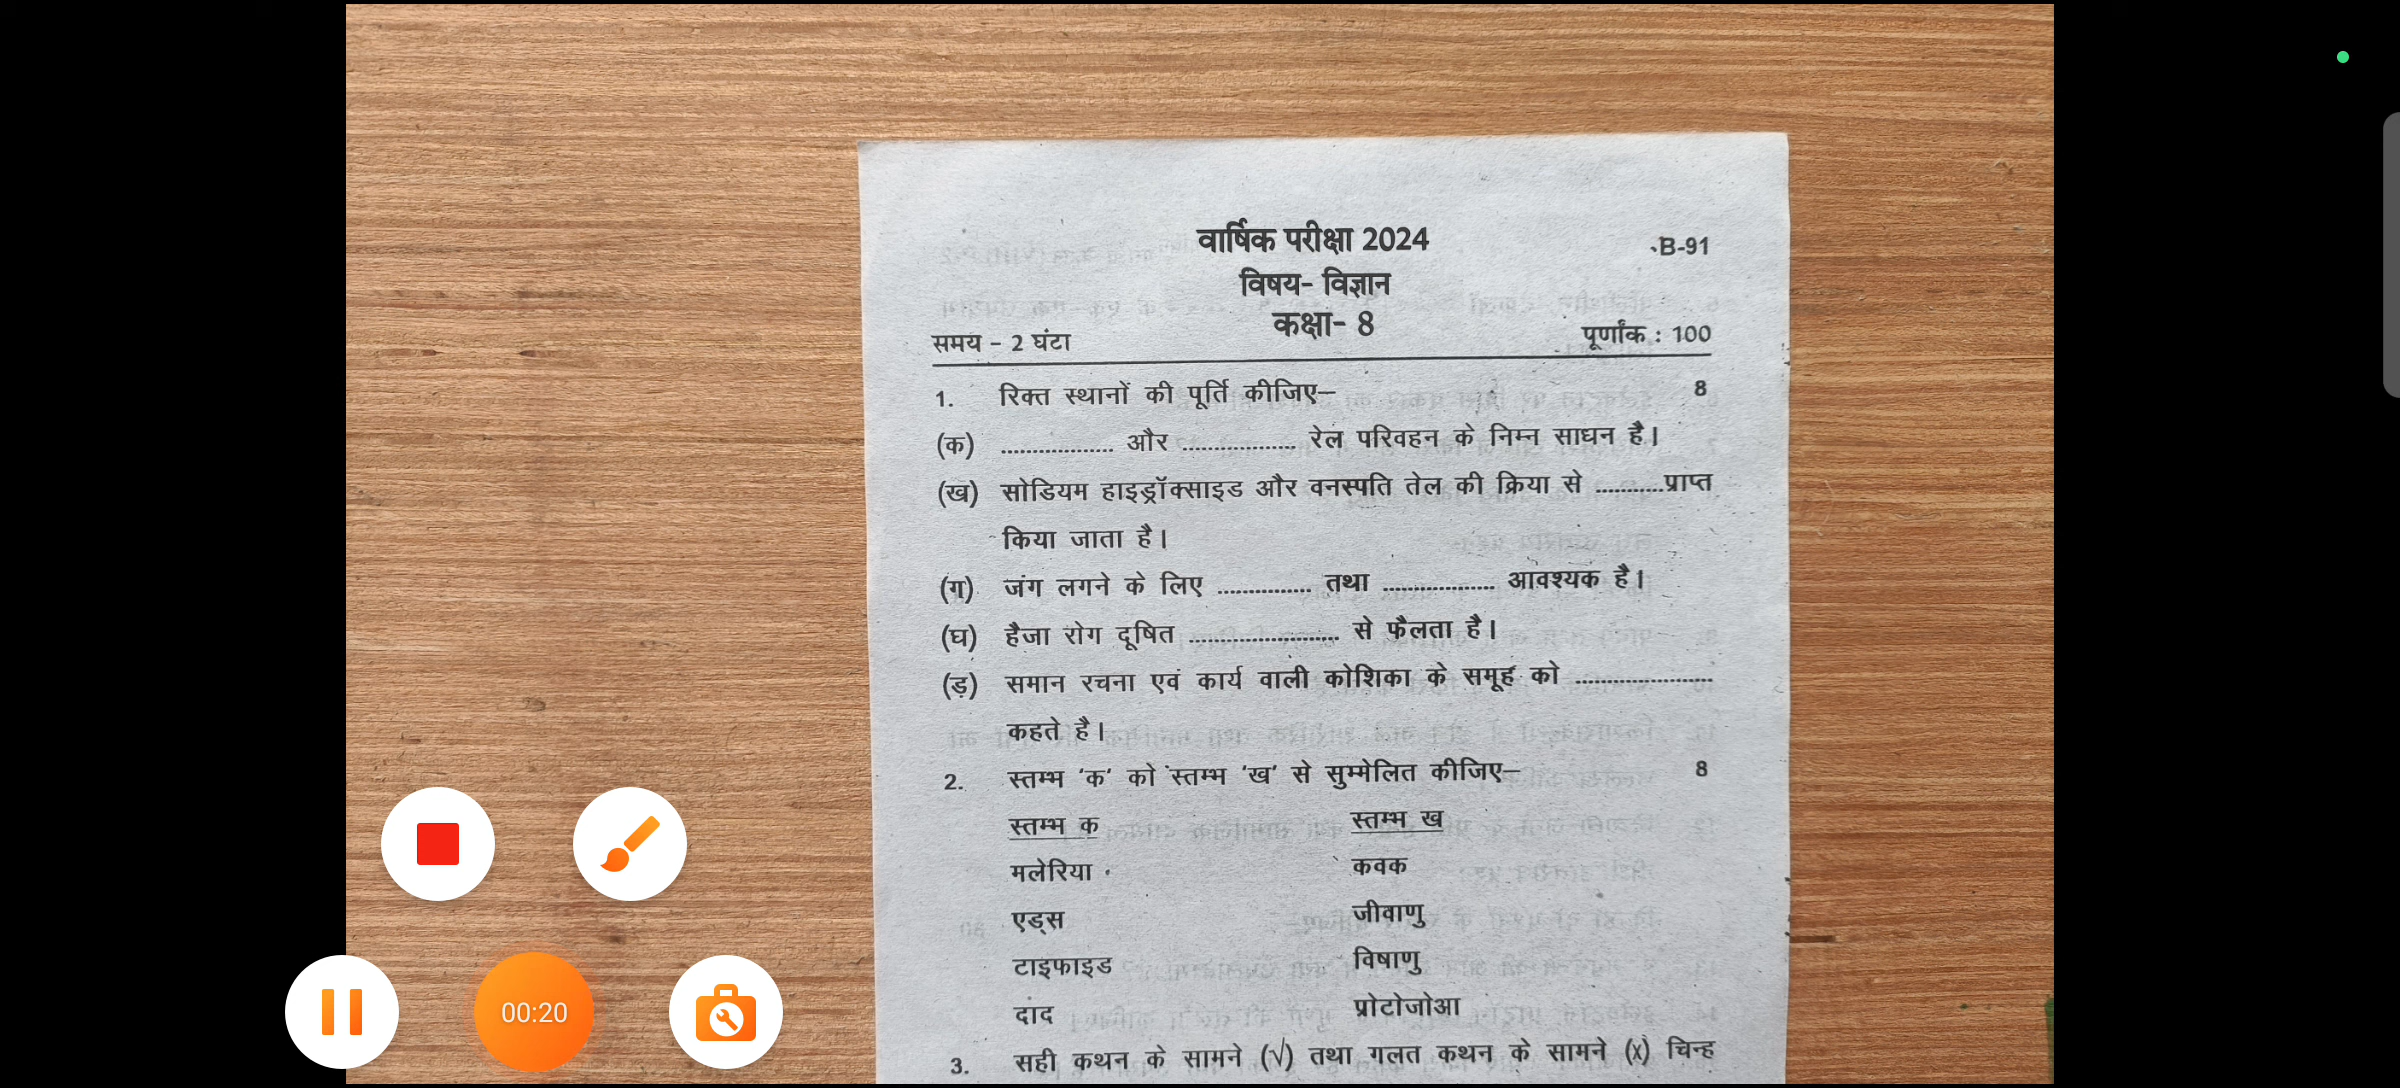 वार्षिक परीक्षा 2024
B-91
विषय- विज्ञान
कक्षा- 8
समय - 2 घंटा
पूर्णांक : 100
1. रिक्त स्थानों की पूर्ति कीजिए— 8
(क) .................. और .................. रेल परिवहन के निम्न साधन है।
(ख) सोडियम हाइड्रॉक्साइड और वनस्पति तेल की क्रिया से ...........प्राप्त
किया जाता है।
(ग) जंग लगने के लिए ............... तथा .................. आवश्यक है।
(घ) हैजा रोग दूषित ........................ से फैलता है।
(ड़) समान रचना एवं कार्य वाली कोशिका के समूह को ......................
कहते है।
2. स्तम्भ 'क' को स्तम्भ 'ख' से सुम्मेलित कीजिए— 8
स्तम्भ क स्तम्भ ख
मलेरिया कवक
एड्स जीवाणु
टाइफाइड विषाणु
दाद प्रोटोजोआ
3. सही कथन के सामने (√) तथा गलत कथन के सामने (x) चिन्ह
00:20